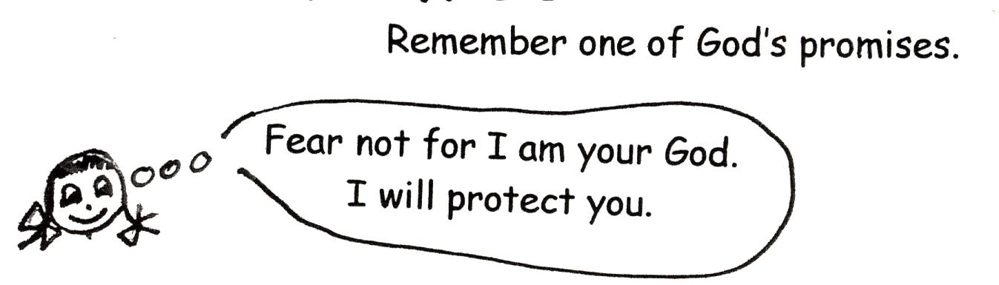 Remember one of God's promises.
Fear not for I am your God.
I will protect you.